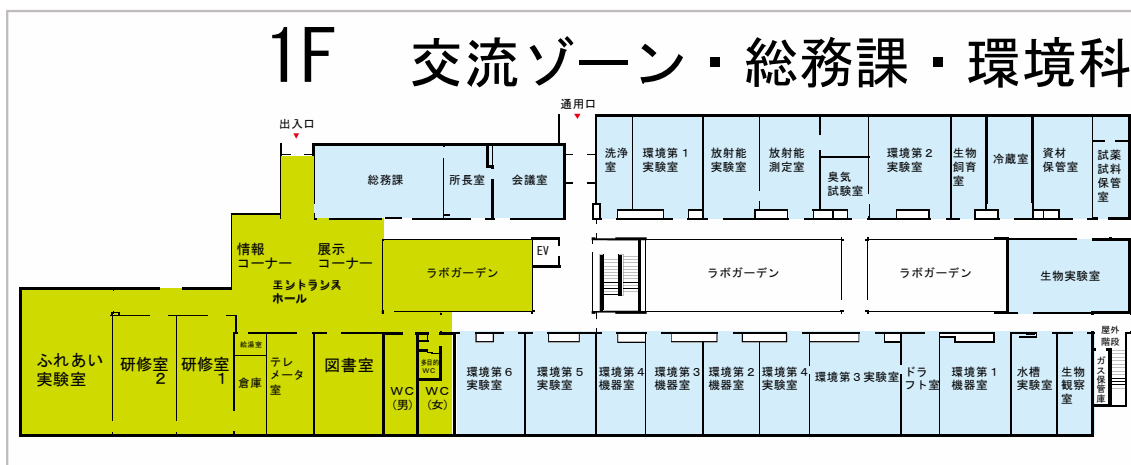 1F 交流ゾーン・総務課・環境科
通用口
出入口
総務課
所長室
会議室
洗浄
室
環境第１
実験室
放射能
実験室
放射能
測定室
臭気
試験室
環境第２
実験室
生物
飼育
室
冷蔵室
資材
保管室
試薬
試料
保管
室
情報
コーナー
展示
コーナー
エントランス
ホール
ラボガーデン
EV
ラボガーデン
ラボガーデン
生物実験室
ふれあい
実験室
研修室
2
研修室
1
給湯室
倉庫
テレ
メータ
室
図書室
WC
(男)
多目的
WC
WC
(女)
環境第６
実験室
環境第５
実験室
環境第４
機器室
環境第３
機器室
環境第２
機器室
環境第４
実験室
環境第３実験室
ドラ
フト室
環境第１
機器室
水槽
実験室
生物
観察
室
屋外
階段
ガス保管庫